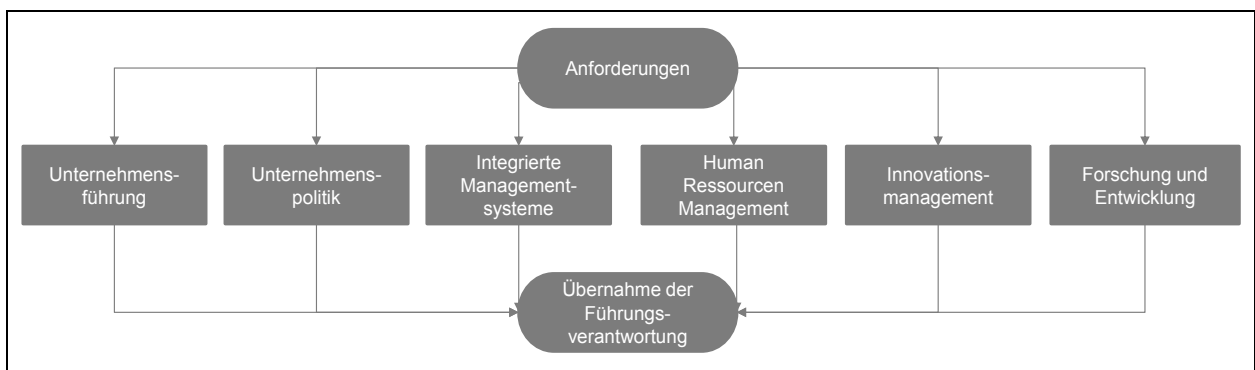 Anforderungen
Unternehmens-
führung
Unternehmens-
politik
Integrierte
Management-
systeme
Human
Ressourcen
Management
Innovations-
management
Forschung und
Entwicklung
Übernahme der
Führungs-
verantwortung